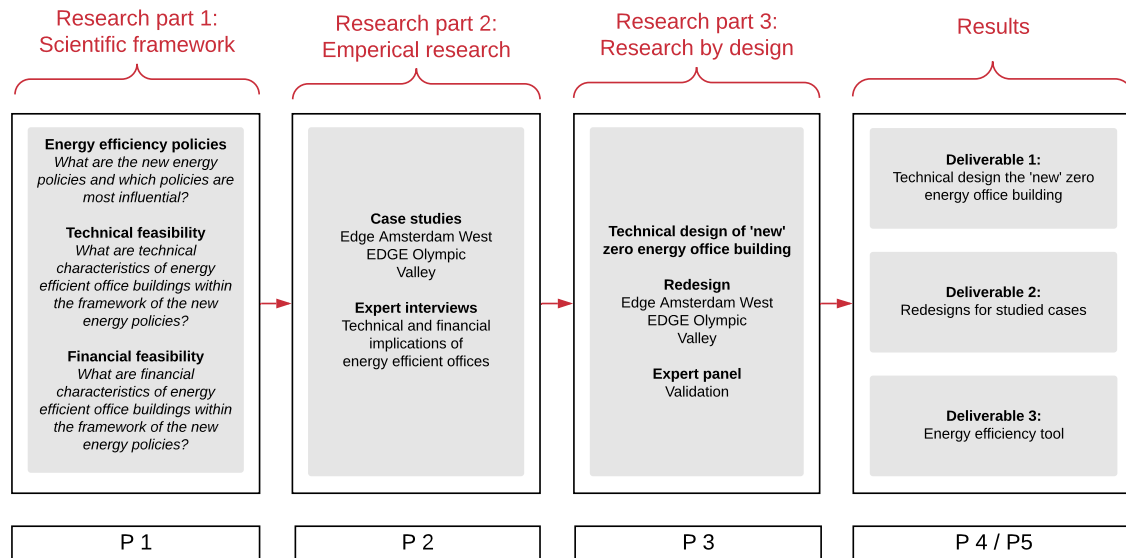 Research part 1:
Scientific framework
Energy efficiency policies
What are the new energy
policies and which policies are
most influential?
Technical feasibility
What are technical
characteristics of energy
efficient office buildings within
the framework of the new
energy policies?
Financial feasibility
What are financial
characteristics of energy
efficient office buildings within
the framework of the new
energy policies?
P 1
Research part 2:
Emperical research
Case studies
Edge Amsterdam West
EDGE Olympic
Valley
Expert interviews
Technical and financial
implications of
energy efficient offices
P 2
Research part 3:
Research by design
Technical design of 'new'
zero energy office building
Redesign
Edge Amsterdam West
EDGE Olympic
Valley
Expert panel
Validation
P 3
Results
Deliverable 1:
Technical design the 'new' zero
energy office building
Deliverable 2:
Redesigns for studied cases
Deliverable 3:
Energy efficiency tool
P 4 / P5